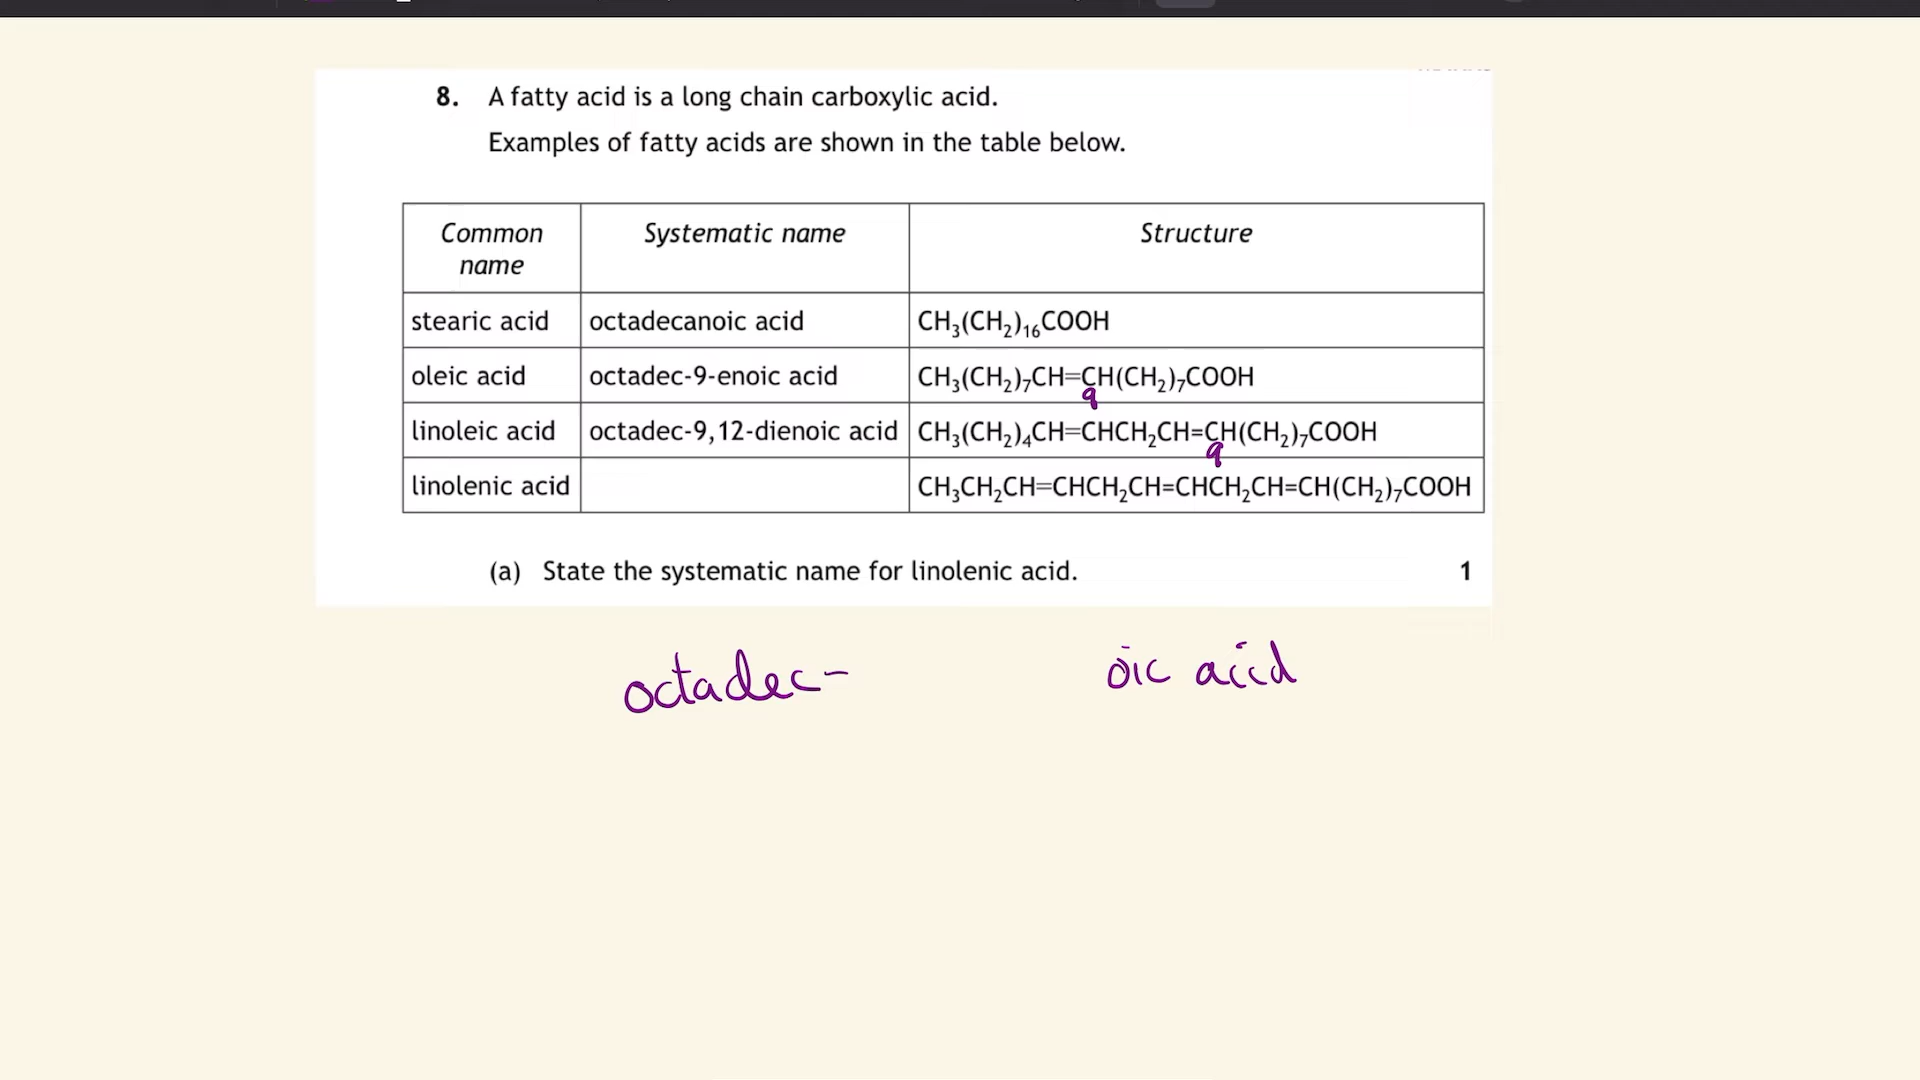 8. A fatty acid is a long chain carboxylic acid.
Examples of fatty acids are shown in the table below.
Common name Systematic name Structure
stearic acid octadecanoic acid CH₃(CH₂)₁₆COOH
oleic acid octadec-9-enoic acid CH₃(CH₂)₇CH=CH(CH₂)₇COOH
9
linoleic acid octadec-9,12-dienoic acid CH₃(CH₂)₄CH=CHCH₂CH=CH(CH₂)₇COOH
9
linolenic acid CH₃CH₂CH=CHCH₂CH=CHCH₂CH=CH(CH₂)₇COOH
(a) State the systematic name for linolenic acid. 1
octadec- oic acid